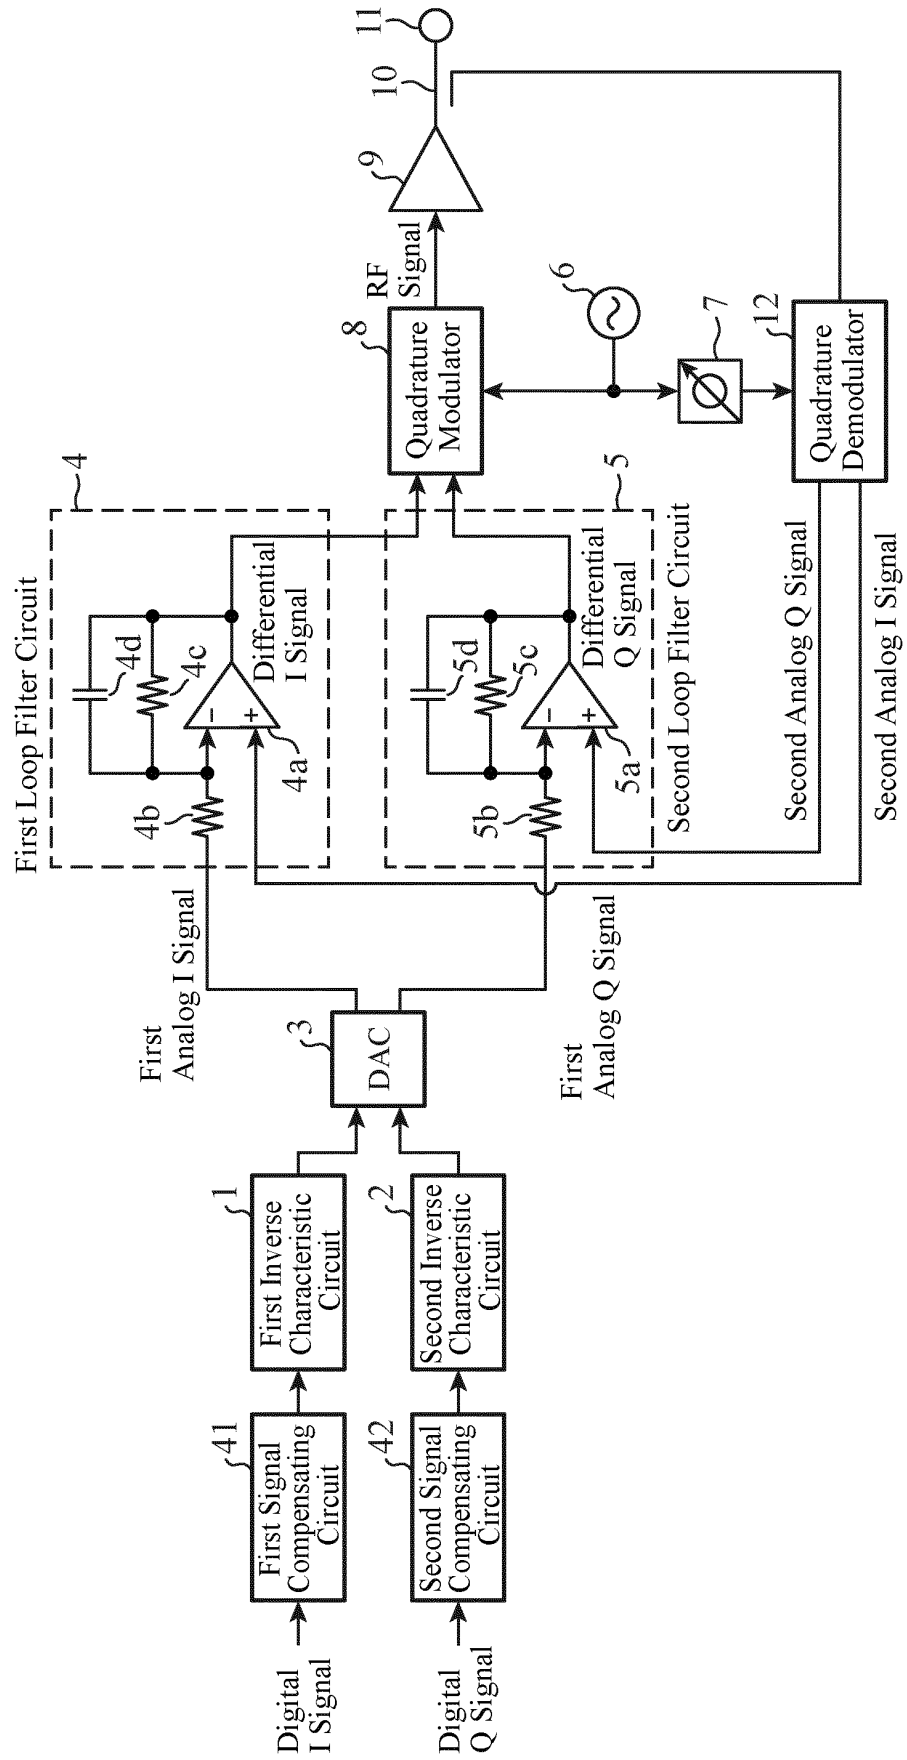 First Loop Filter Circuit
4
4d
4c
4b
4a
−
+
Differential
I Signal
First
Analog I Signal
5
5d
5c
5b
5a
−
+
Differential
Q Signal
Second Loop Filter Circuit
First
Analog Q Signal
Digital
I Signal
41
First Signal
Compensating
Circuit
1
First Inverse
Characteristic
Circuit
Digital
Q Signal
42
Second Signal
Compensating
Circuit
2
Second Inverse
Characteristic
Circuit
3
DAC
8
Quadrature
Modulator
RF
Signal
9
10
11
6
7
12
Quadrature
Demodulator
Second Analog Q Signal
Second Analog I Signal